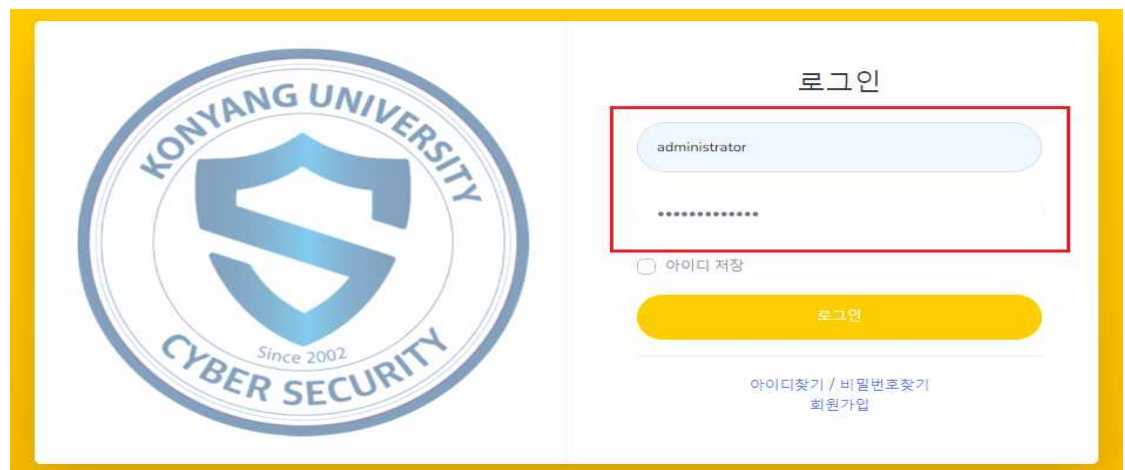 KONYANG UNIVERSITY
Since 2002
CYBER SECURITY
로그인
administrator
•••••••••••••
아이디 저장
로그인
아이디찾기 / 비밀번호찾기
회원가입